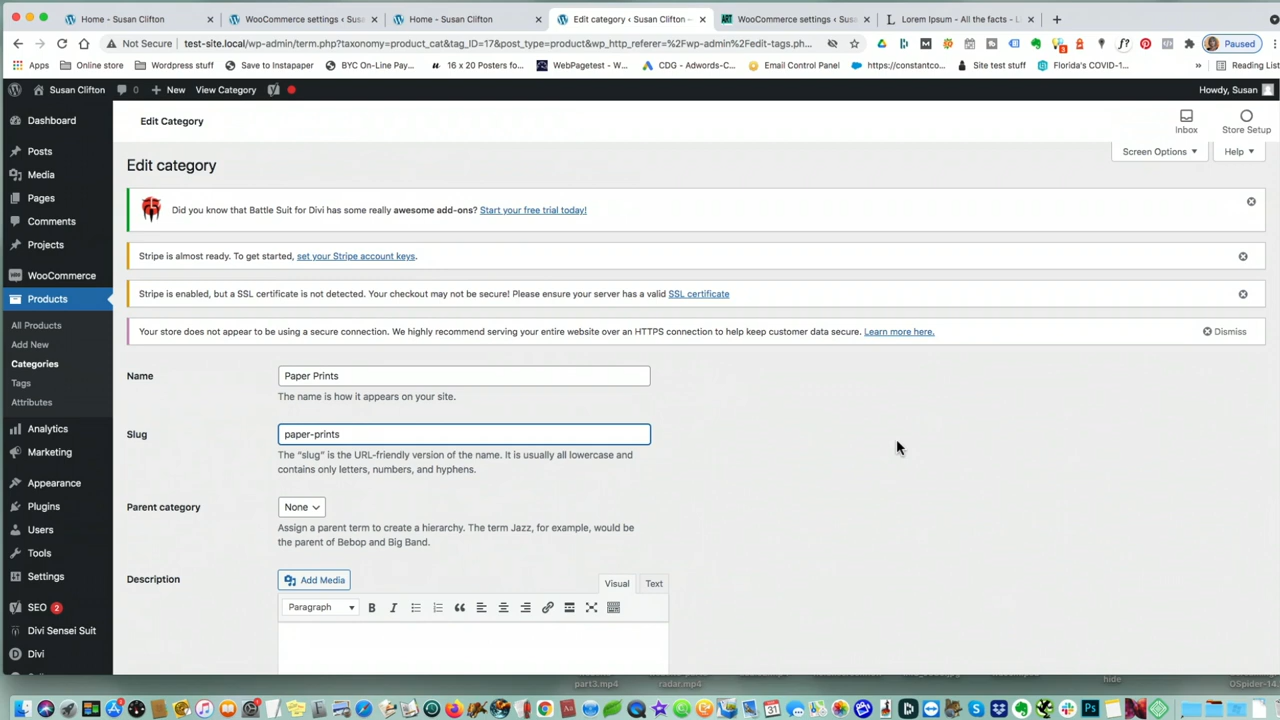 Home - Susan Clifton
WooCommerce settings < Susan C
Home - Susan Clifton
Edit category < Susan Clifton —
WooCommerce settings < Susan C
Lorem Ipsum - All the facts - L
Not Secure
test-site.local/wp-admin/term.php?taxonomy=product_cat&tag_ID=17&post_type=product&wp_http_referer=%2Fwp-admin%2Fedit-tags.ph...
Paused
Apps
Online store
Wordpress stuff
Save to Instapaper
BYC On-Line Pay...
16 x 20 Posters fo...
WebPagetest - W...
CDG - Adwords-C...
Email Control Panel
https://constantco...
Site test stuff
Florida's COVID-1...
»
Reading List
Susan Clifton
0
New
View Category
Howdy, Susan
Dashboard
Posts
Media
Pages
Comments
Projects
WooCommerce
Products
All Products
Add New
Categories
Tags
Attributes
Analytics
Marketing
Appearance
Plugins
Users
Tools
Settings
SEO 2
Divi Sensei Suit
Divi
Edit Category
Inbox
Store Setup
Screen Options
Help
Edit category
Did you know that Battle Suit for Divi has some really awesome add-ons? Start your free trial today!
Stripe is almost ready. To get started, set your Stripe account keys.
Stripe is enabled, but a SSL certificate is not detected. Your checkout may not be secure! Please ensure your server has a valid SSL certificate
Your store does not appear to be using a secure connection. We highly recommend serving your entire website over an HTTPS connection to help keep customer data secure. Learn more here.
Dismiss
Name
Paper Prints
The name is how it appears on your site.
Slug
paper-prints
The “slug” is the URL-friendly version of the name. It is usually all lowercase and
contains only letters, numbers, and hyphens.
Parent category
None
Assign a parent term to create a hierarchy. The term Jazz, for example, would be
the parent of Bebop and Big Band.
Description
Add Media
Visual
Text
Paragraph
B
I
part3.mp4
radar.mp4
hide
OSpider-14.